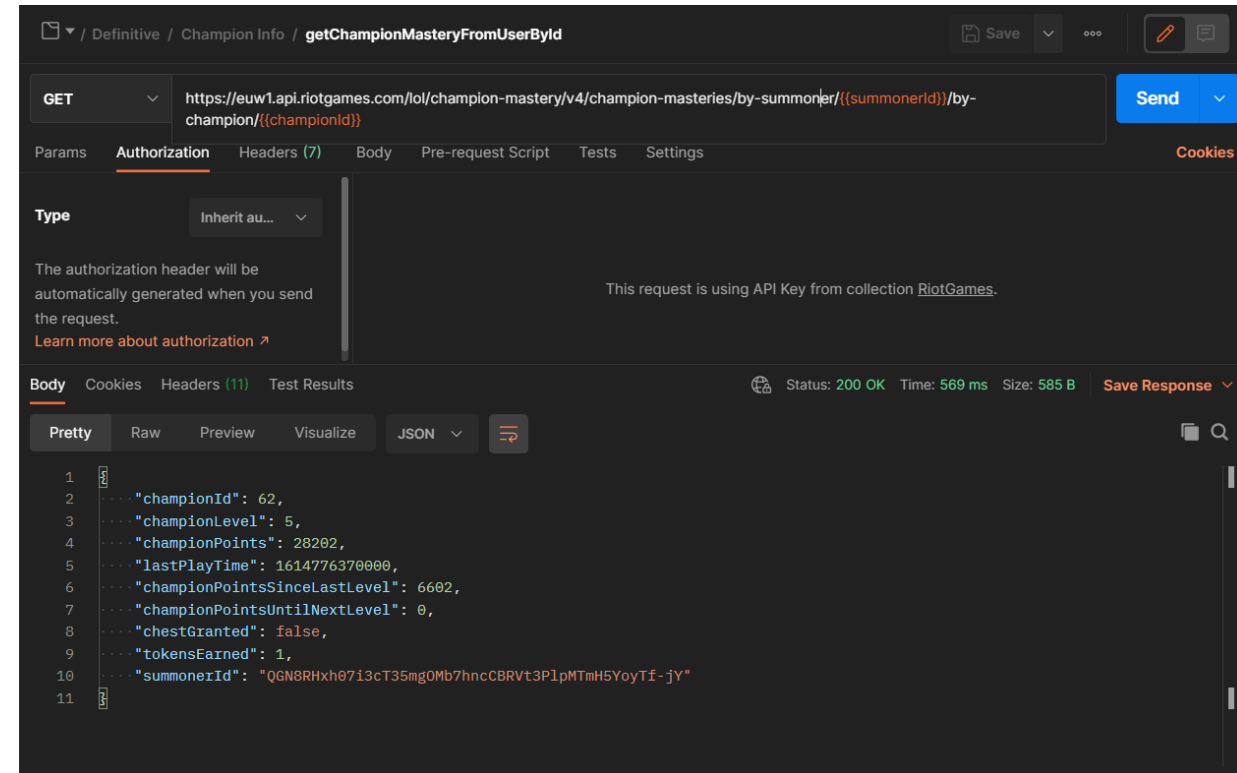 / Definitive / Champion Info / getChampionMasteryFromUserById
Save
GET
https://euw1.api.riotgames.com/lol/champion-mastery/v4/champion-masteries/by-summoner/{{summonerId}}/by-
champion/{{championId}}
Send
Params Authorization Headers (7) Body Pre-request Script Tests Settings Cookies
Type
Inherit au...
The authorization header will be
automatically generated when you send
the request.
Learn more about authorization ↗
This request is using API Key from collection RiotGames.
Body Cookies Headers (11) Test Results Status: 200 OK Time: 569 ms Size: 585 B Save Response
Pretty Raw Preview Visualize JSON
1 {
2 "championId": 62,
3 "championLevel": 5,
4 "championPoints": 28202,
5 "lastPlayTime": 1614776370000,
6 "championPointsSinceLastLevel": 6602,
7 "championPointsUntilNextLevel": 0,
8 "chestGranted": false,
9 "tokensEarned": 1,
10 "summonerId": "QGN8RHxh07i3cT35mgOMb7hncCBRVt3PlpMTmH5YoyTf-jY"
11 }